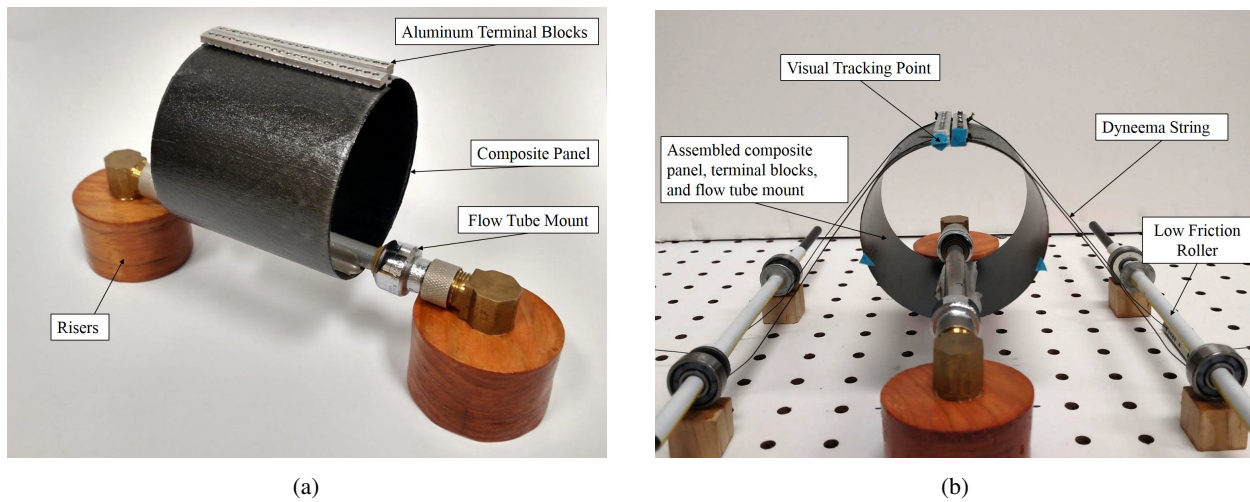 Aluminum Terminal Blocks
Composite Panel
Flow Tube Mount
Risers
(a)
Visual Tracking Point
Dyneema String
Assembled composite
panel, terminal blocks,
and flow tube mount
Low Friction
Roller
(b)